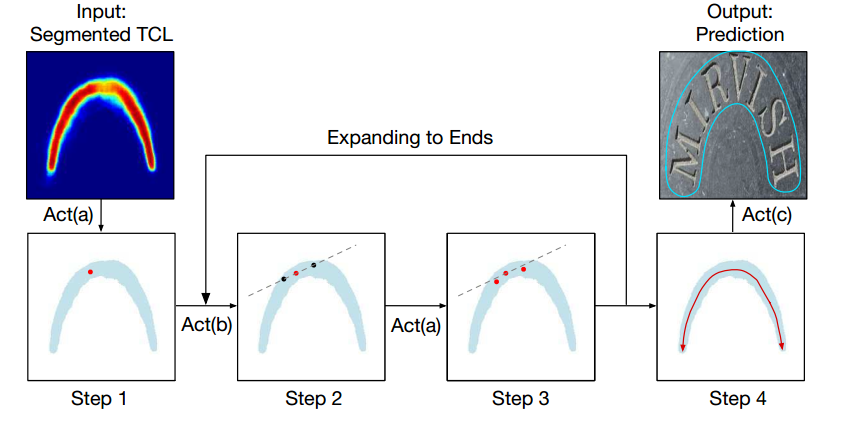 Input:
Segmented TCL
Output:
Prediction
MIRVISH
Expanding to Ends
Act(a)
Act(c)
Act(b)
Act(a)
Step 1
Step 2
Step 3
Step 4